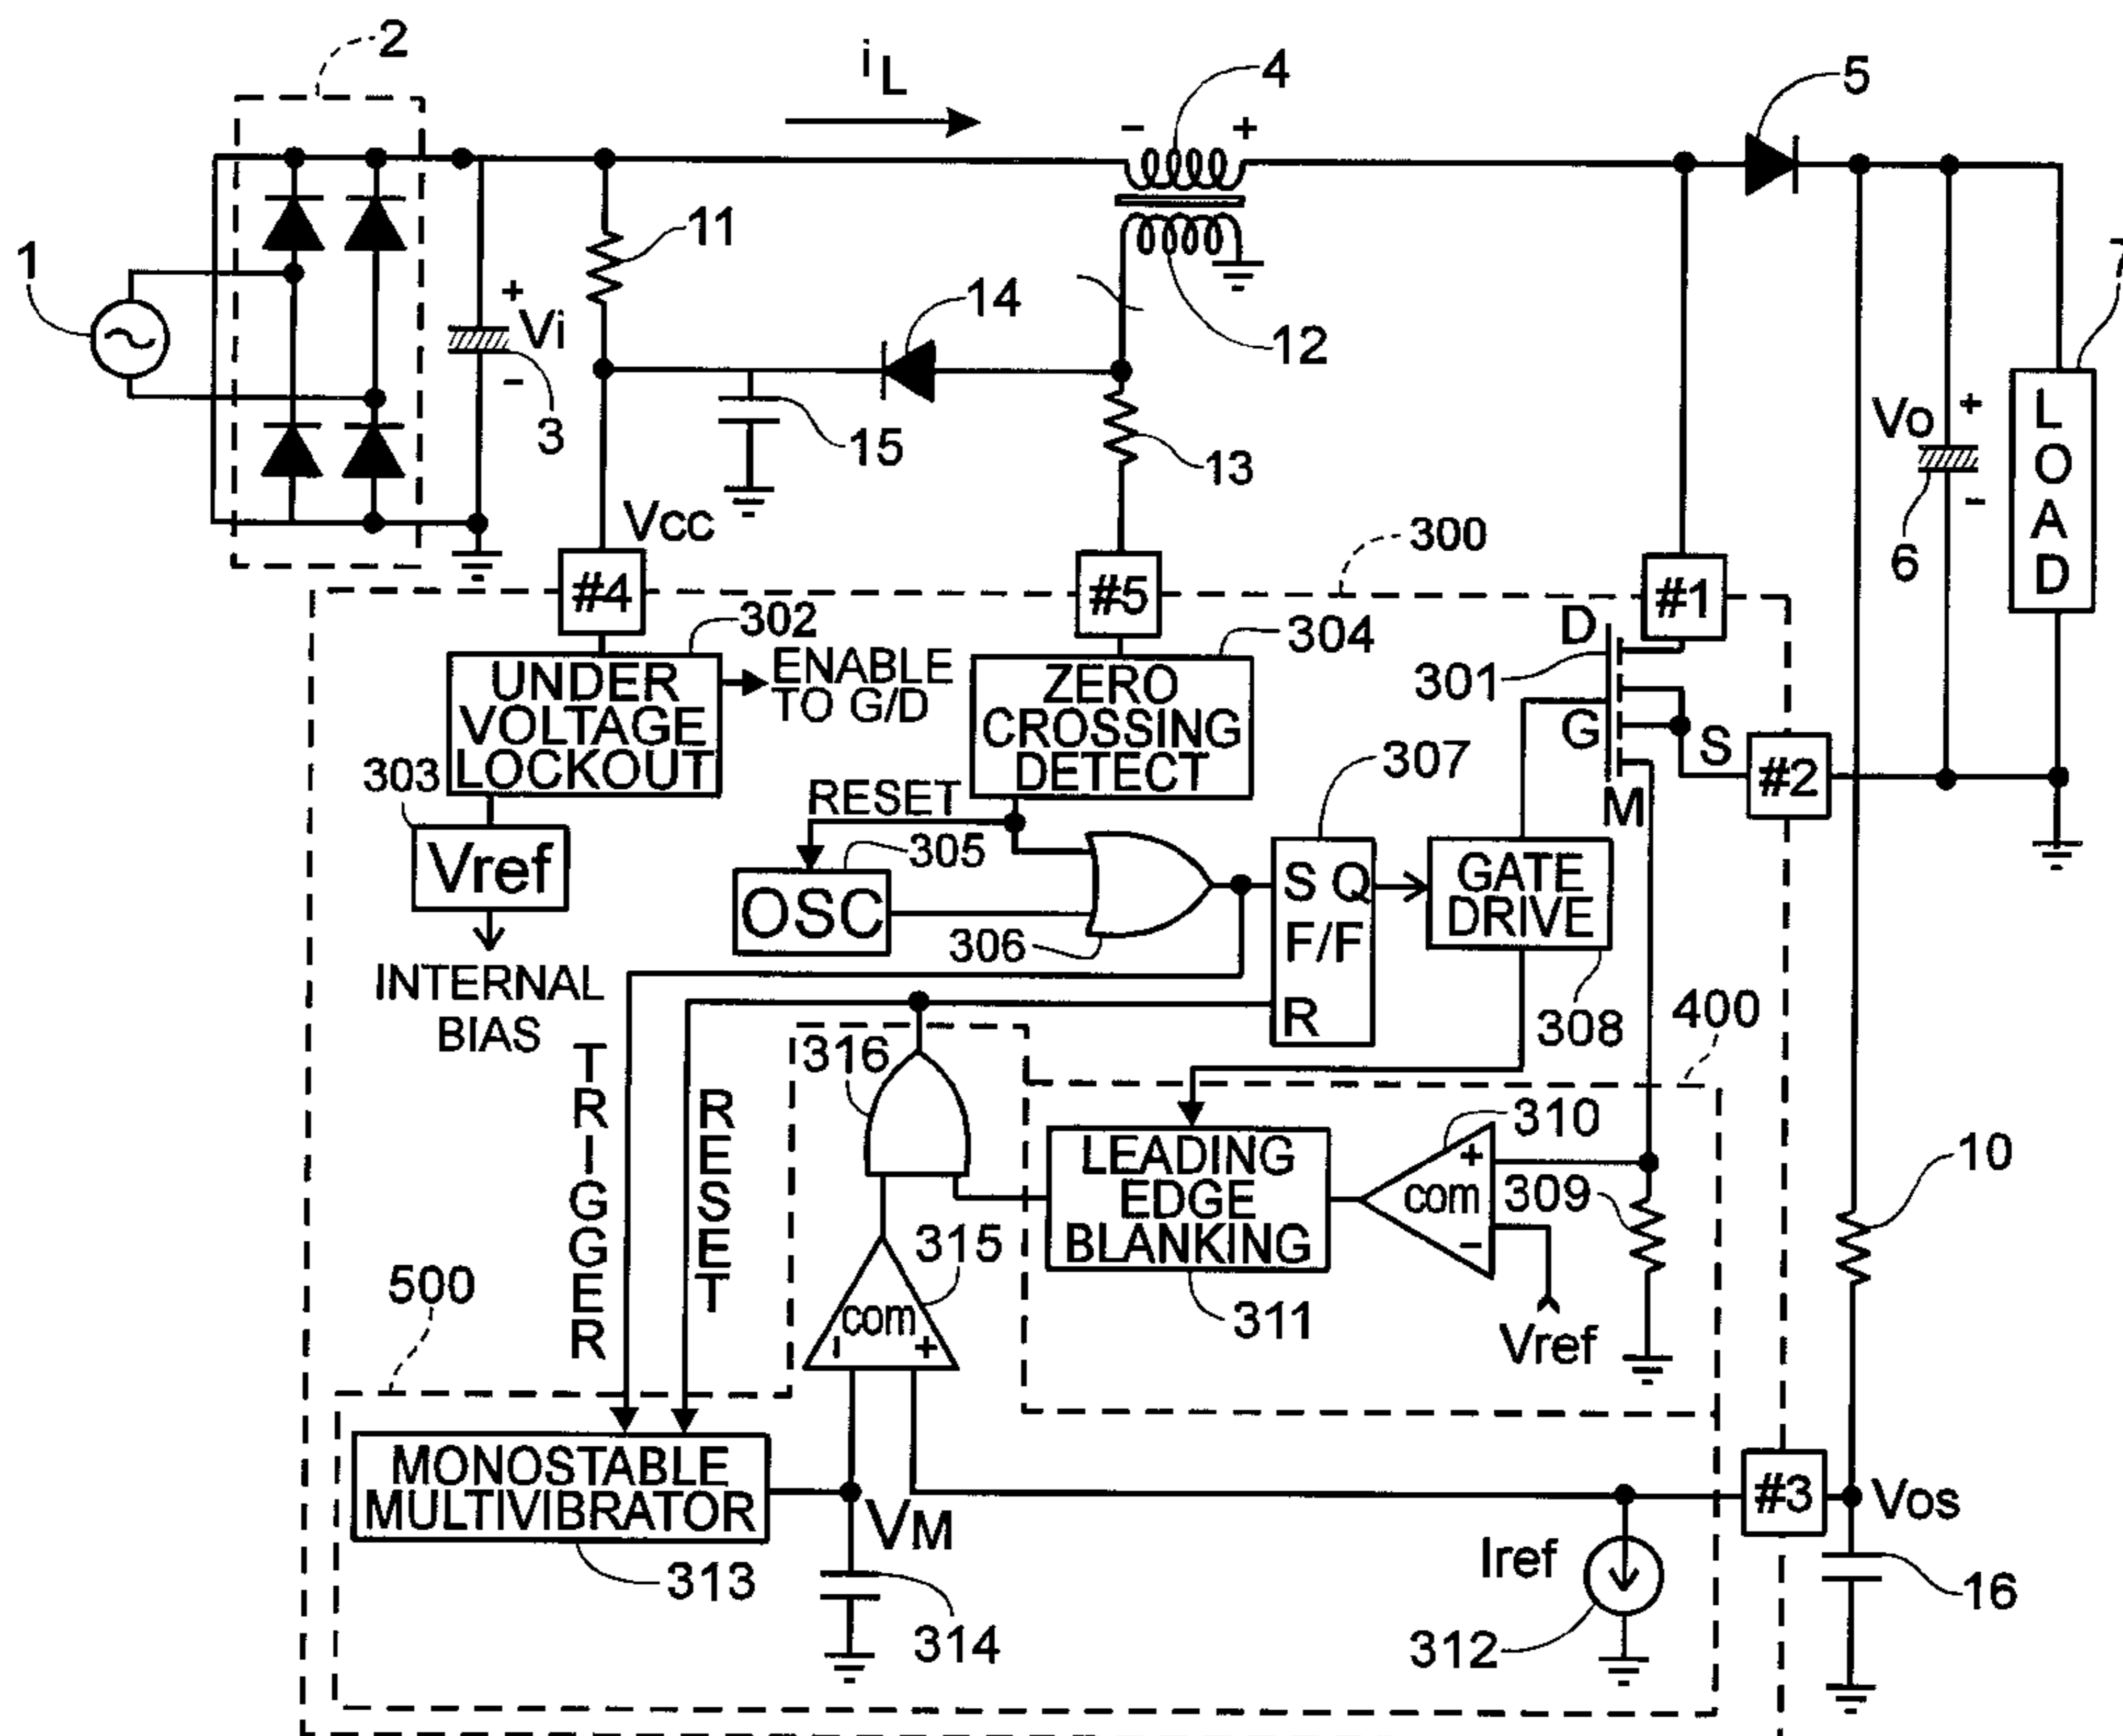 2
iL
4
5
- +
1
11
+
Vi
-
3
14
12
7
15
13
Vo
+
-
6
LOAD
Vcc
300
#4
#5
#1
302
304
D
301
G
S
M
#2
UNDER
VOLTAGE
LOCKOUT
ENABLE
TO G/D
ZERO
CROSSING
DETECT
303
Vref
INTERNAL
BIAS
RESET
305
OSC
306
307
S Q
F/F
R
GATE
DRIVE
308
400
316
TRIGGER
RESET
310
LEADING
EDGE
BLANKING
+
com
-
309
10
311
Vref
315
com
- +
500
MONOSTABLE
MULTIVIBRATOR
313
VM
314
#3
Vos
Iref
312
16